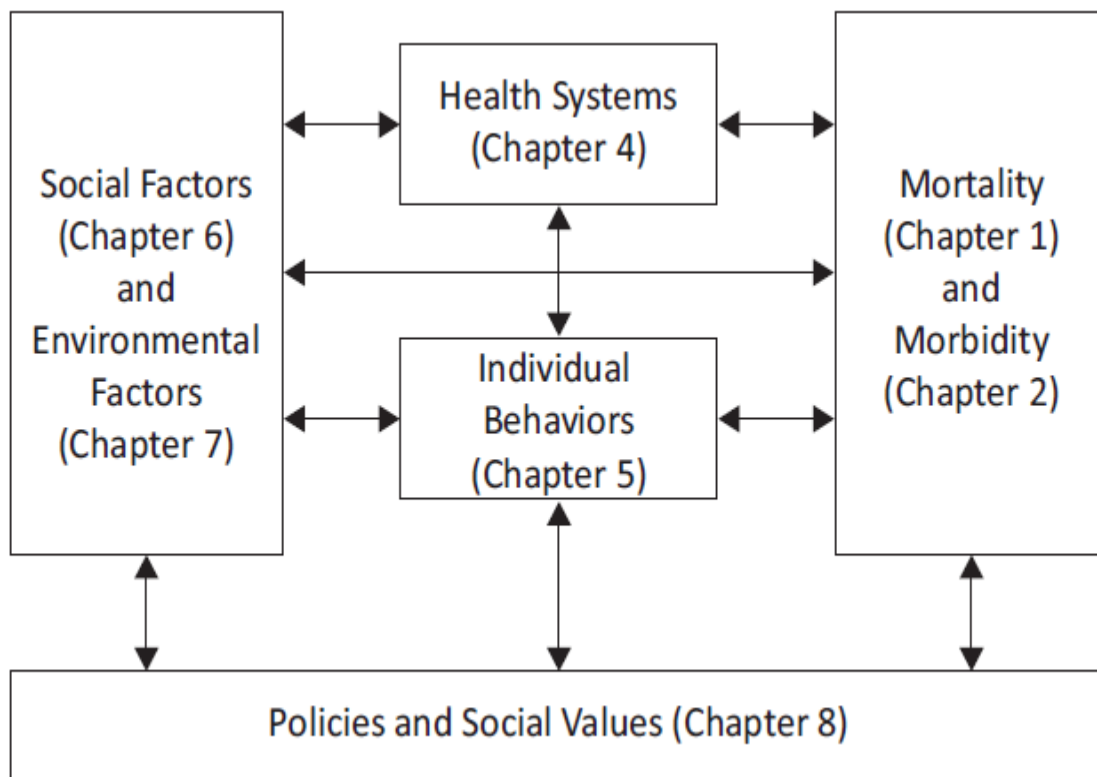 Health Systems
(Chapter 4)
Social Factors
(Chapter 6)
and
Environmental
Factors
(Chapter 7)
Mortality
(Chapter 1)
and
Morbidity
(Chapter 2)
Individual
Behaviors
(Chapter 5)
Policies and Social Values (Chapter 8)